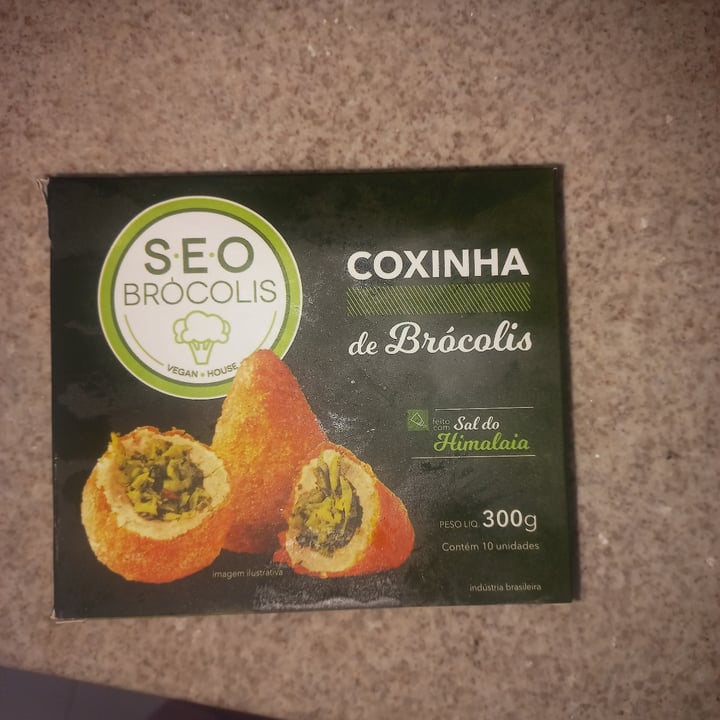 S·E·O
BRÓCOLIS
VEGAN • HOUSE
COXINHA
de Brócolis
feito
com
Sal do
Himalaia
PESO LIQ. 300g
Contém 10 unidades
imagem ilustrativa
indústria brasileira